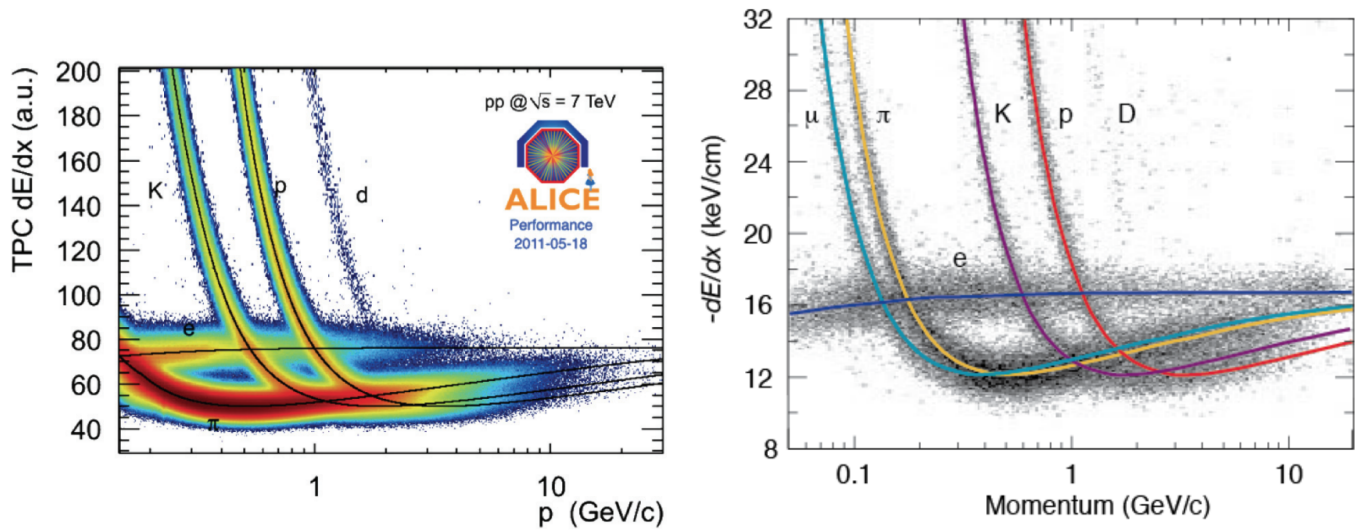 TPC dE/dx (a.u.)
200
180
160
140
120
100
80
60
40
K
p
d
e
π
pp @ √s = 7 TeV
ALICE
Performance
2011-05-18
1
10
p (GeV/c)
-dE/dx (keV/cm)
32
28
24
20
16
12
8
μ
π
K
p
D
e
0.1
1
10
Momentum (GeV/c)